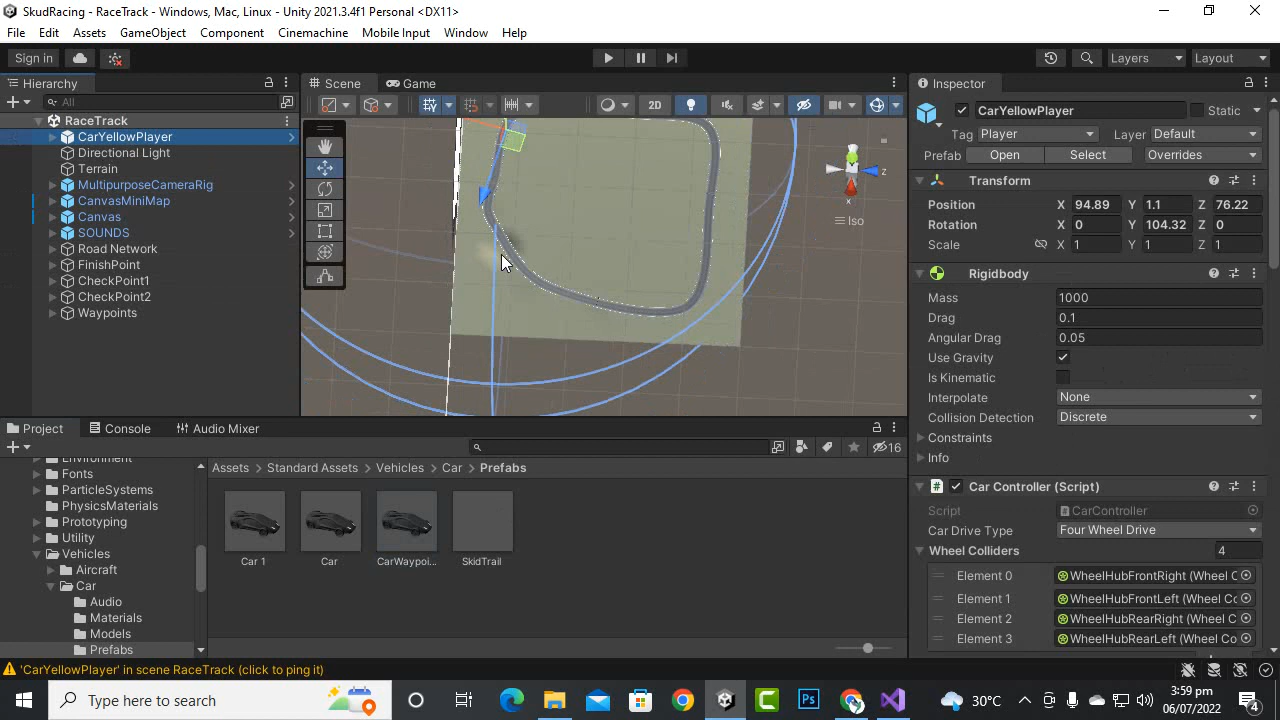 SkudRacing - RaceTrack - Windows, Mac, Linux - Unity 2021.3.4f1 Personal <DX11>
File Edit Assets GameObject Component Cinemachine Mobile Input Window Help
Sign in Layers Layout
Hierarchy
All
RaceTrack
CarYellowPlayer
Directional Light
Terrain
MultipurposeCameraRig
CanvasMiniMap
Canvas
SOUNDS
Road Network
FinishPoint
CheckPoint1
CheckPoint2
Waypoints
Scene Game
2D
z
x
Iso
Inspector
CarYellowPlayer Static
Tag Player Layer Default
Prefab Open Select Overrides
Transform
Position X 94.89 Y 1.1 Z 76.22
Rotation X 0 Y 104.32 Z 0
Scale X 1 Y 1 Z 1
Rigidbody
Mass 1000
Drag 0.1
Angular Drag 0.05
Use Gravity
Is Kinematic
Interpolate None
Collision Detection Discrete
Constraints
Info
Car Controller (Script)
Script CarController
Car Drive Type Four Wheel Drive
Wheel Colliders 4
Element 0 WheelHubFrontRight (Wheel C
Element 1 WheelHubFrontLeft (Wheel Co
Element 2 WheelHubRearRight (Wheel C
Element 3 WheelHubRearLeft (Wheel Co
Project Console Audio Mixer
16
Environment
Fonts
ParticleSystems
PhysicsMaterials
Prototyping
Utility
Vehicles
Aircraft
Car
Audio
Materials
Models
Prefabs
Assets > Standard Assets > Vehicles > Car > Prefabs
Car 1 Car CarWaypoi... SkidTrail
'CarYellowPlayer' in scene RaceTrack (click to ping it)
Type here to search
30°C
3:59 pm
06/07/2022
4